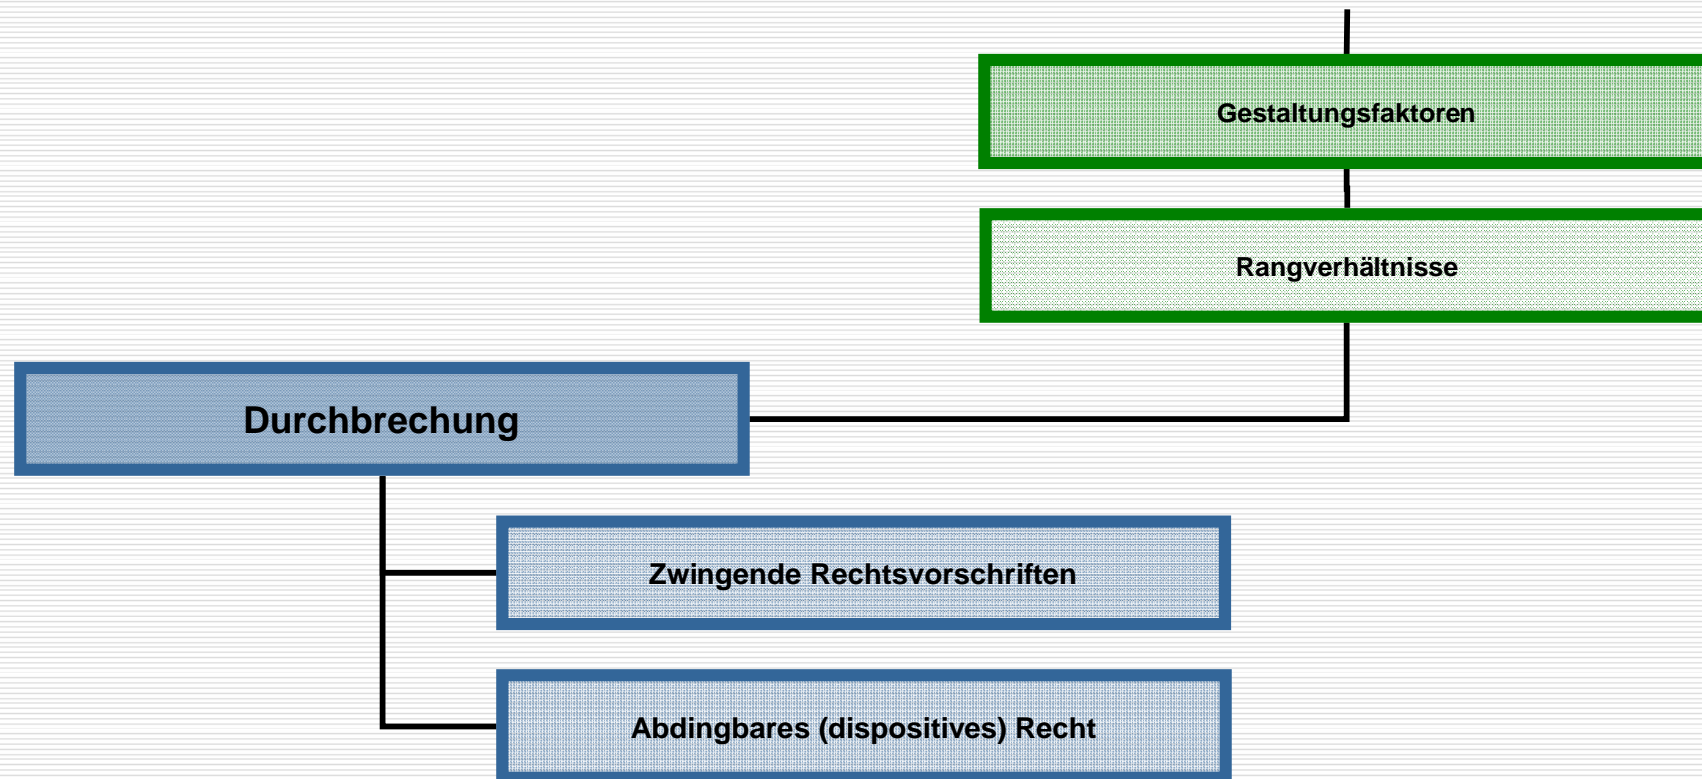 Gestaltungsfaktoren
Rangverhältnisse
Durchbrechung
Zwingende Rechtsvorschriften
Abdingbares (dispositives) Recht